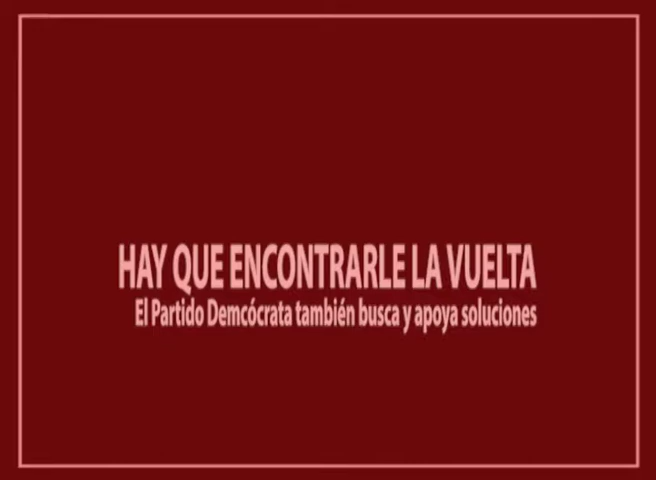 HAY QUE ENCONTRARLE LA VUELTA
El Partido Demcócrata también busca y apoya soluciones